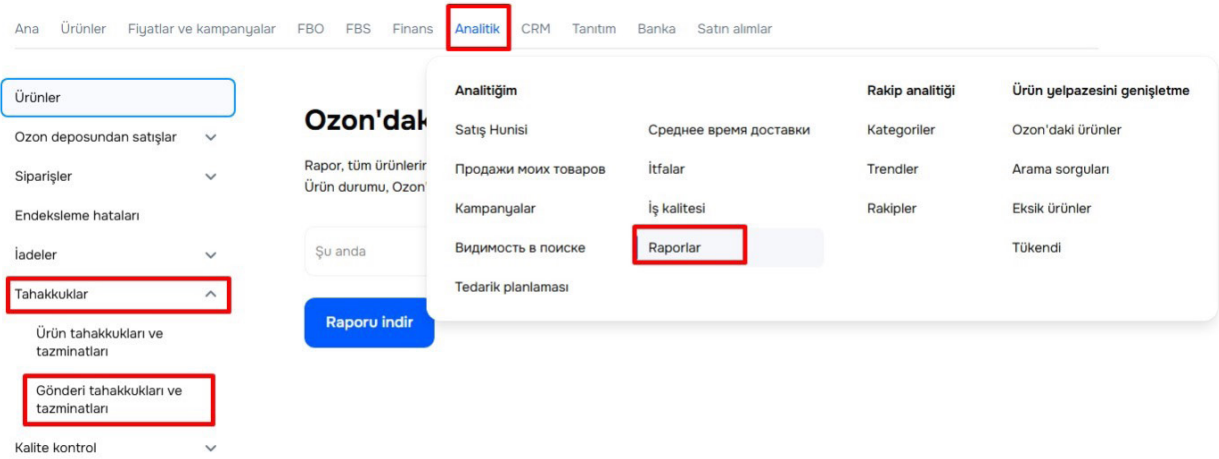 Ana Ürünler Fiyatlar ve kampanyalar FBO FBS Finans Analitik CRM Tanıtım Banka Satın alımlar
Ürünler
Ozon deposundan satışlar
Siparişler
Endeksleme hataları
İadeler
Tahakkuklar
Ürün tahakkukları ve
tazminatları
Gönderi tahakkukları ve
tazminatları
Kalite kontrol
Ozon'dak
Rapor, tüm ürünlerin
Ürün durumu, Ozon'
Şu anda
Raporu indir
Analitiğim
Satış Hunisi
Продажи моих товаров
Kampanyalar
Видимость в поиске
Tedarik planlaması
Среднее время доставки
İtfalar
İş kalitesi
Raporlar
Rakip analitiği
Kategoriler
Trendler
Rakipler
Ürün yelpazesini genişletme
Ozon'daki ürünler
Arama sorguları
Eksik ürünler
Tükendi